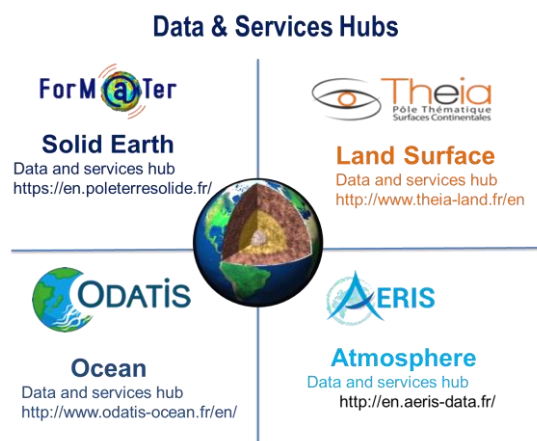 Data & Services Hubs
ForM@Ter
Solid Earth
Data and services hub
https://en.poleterresolide.fr/
Theia
Pôle Thématique
Surfaces Continentales
Land Surface
Data and services hub
http://www.theia-land.fr/en
ODATIS
Ocean
Data and services hub
http://www.odatis-ocean.fr/en/
AERIS
Atmosphere
Data and services hub
http://en.aeris-data.fr/